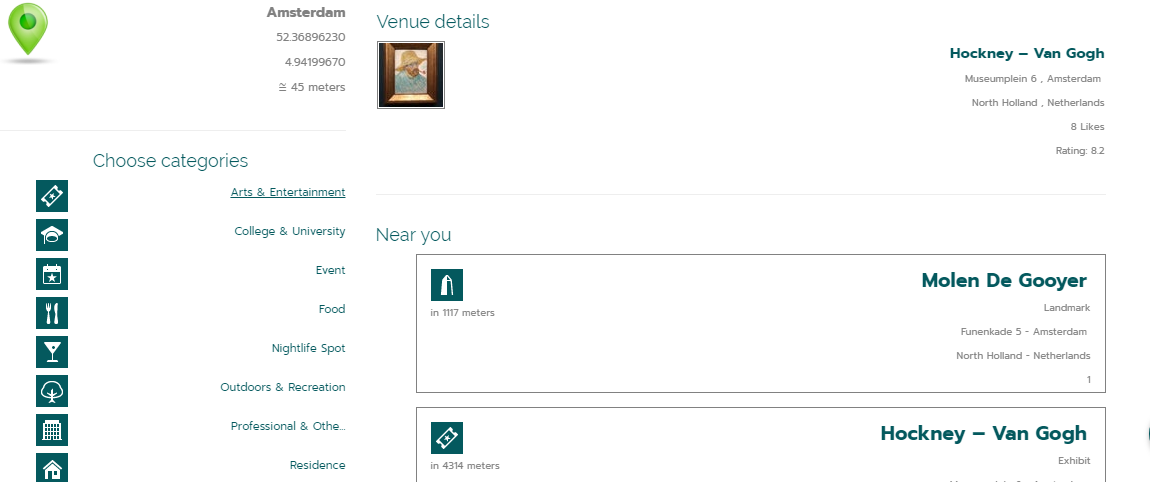 Amsterdam
52.36896230
4.94199670
≅ 45 meters
Choose categories
Arts & Entertainment
College & University
Event
Food
Nightlife Spot
Outdoors & Recreation
Professional & Othe...
Residence
Venue details
Hockney – Van Gogh
Museumplein 6 , Amsterdam
North Holland , Netherlands
8 Likes
Rating: 8.2
Near you
Molen De Gooyer
in 1117 meters
Landmark
Funenkade 5 - Amsterdam
North Holland - Netherlands
1
Hockney – Van Gogh
in 4314 meters
Exhibit